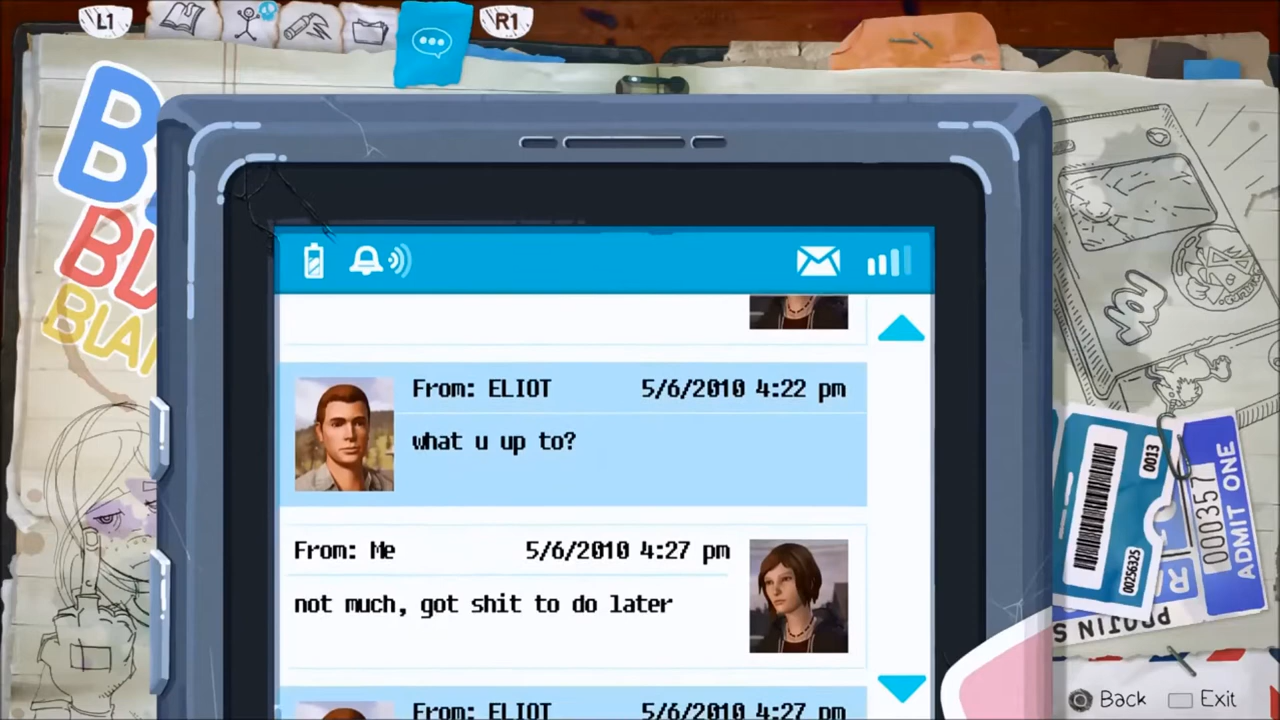 L1
R1
From: ELIOT 5/6/2010 4:22 pm
what u up to?
From: Me 5/6/2010 4:27 pm
not much, got shit to do later
From: ELIOT 5/6/2010 4:27 pm
0013
00256325
000357
ADMIT ONE
Back
Exit